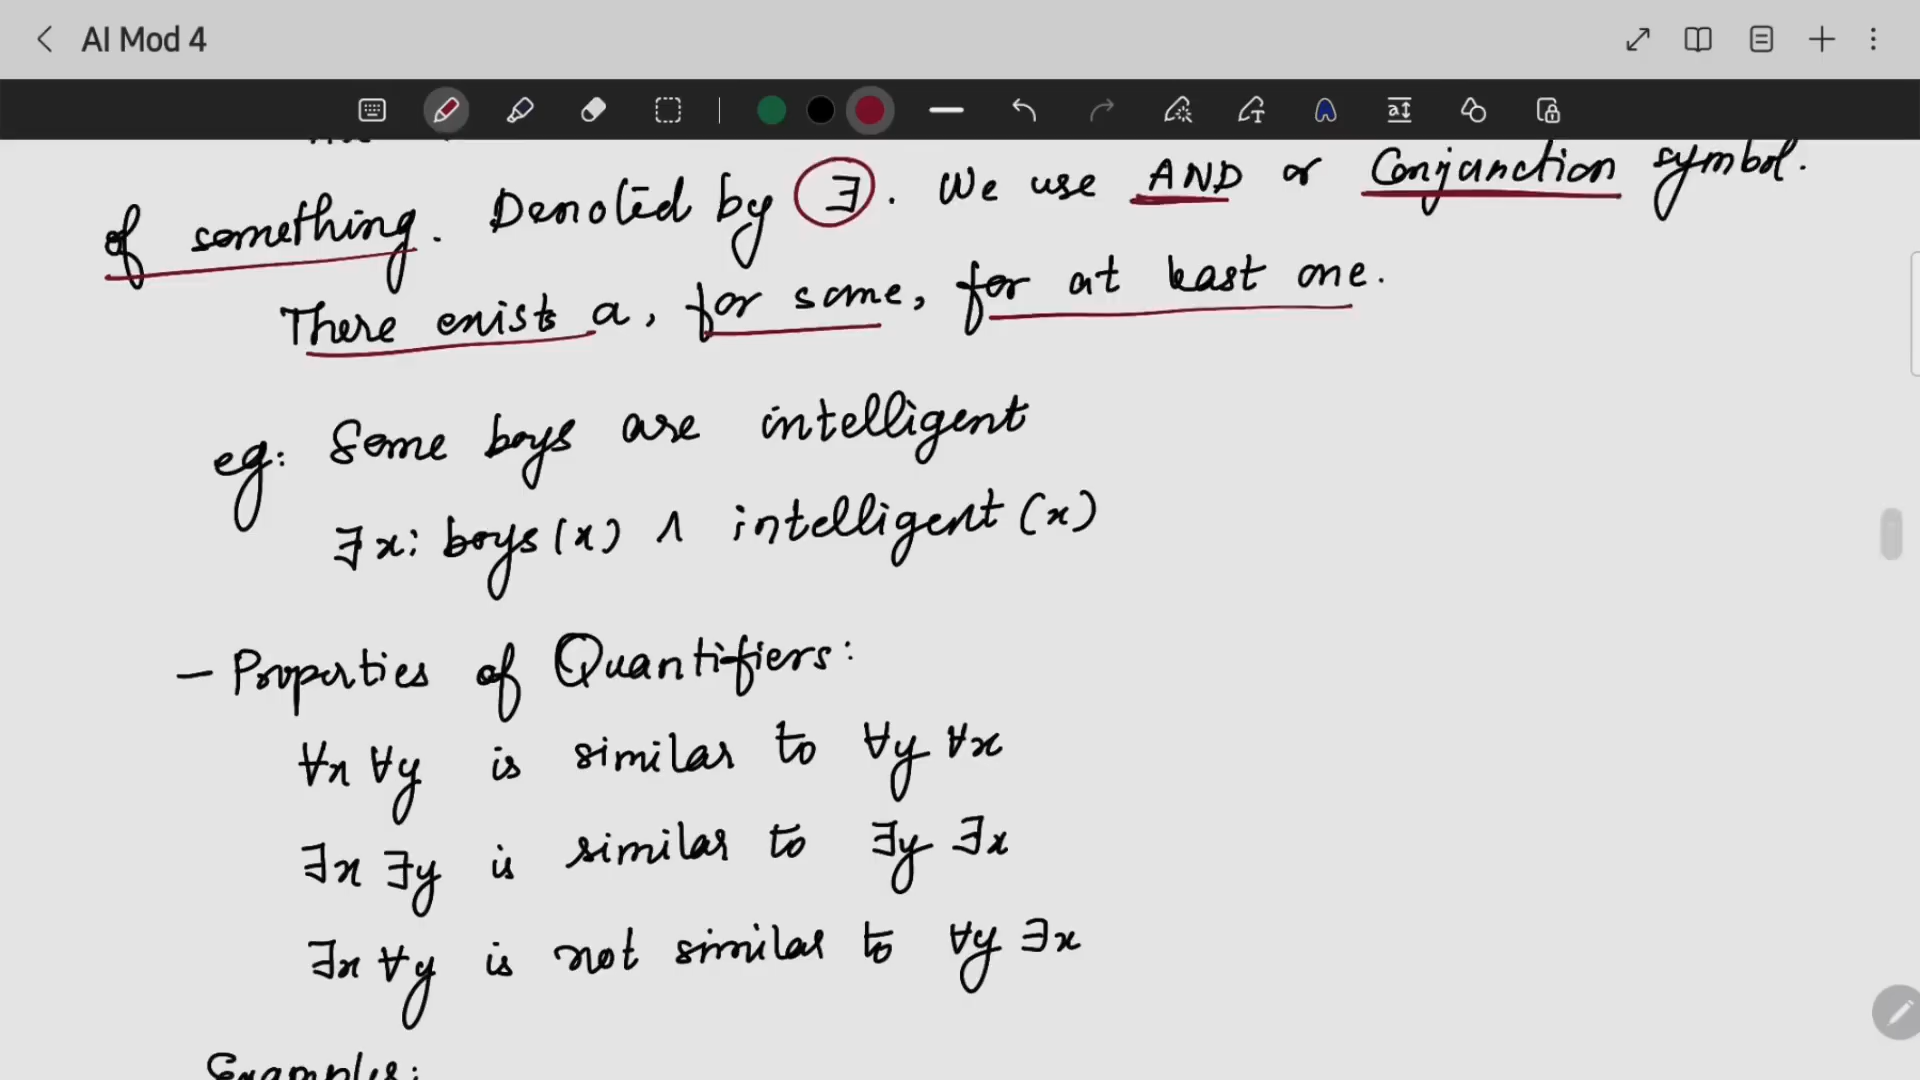 AI Mod 4
of something. Denoted by ∃. We use AND or Conjunction symbol.
There exists a, for some, for at least one.
eg: Some boys are intelligent
∃x: boys(x) ∧ intelligent(x)
- Properties of Quantifiers:
∀x ∀y is similar to ∀y ∀x
∃x ∃y is similar to ∃y ∃x
∃x ∀y is not similar to ∀y ∃x
Examples: